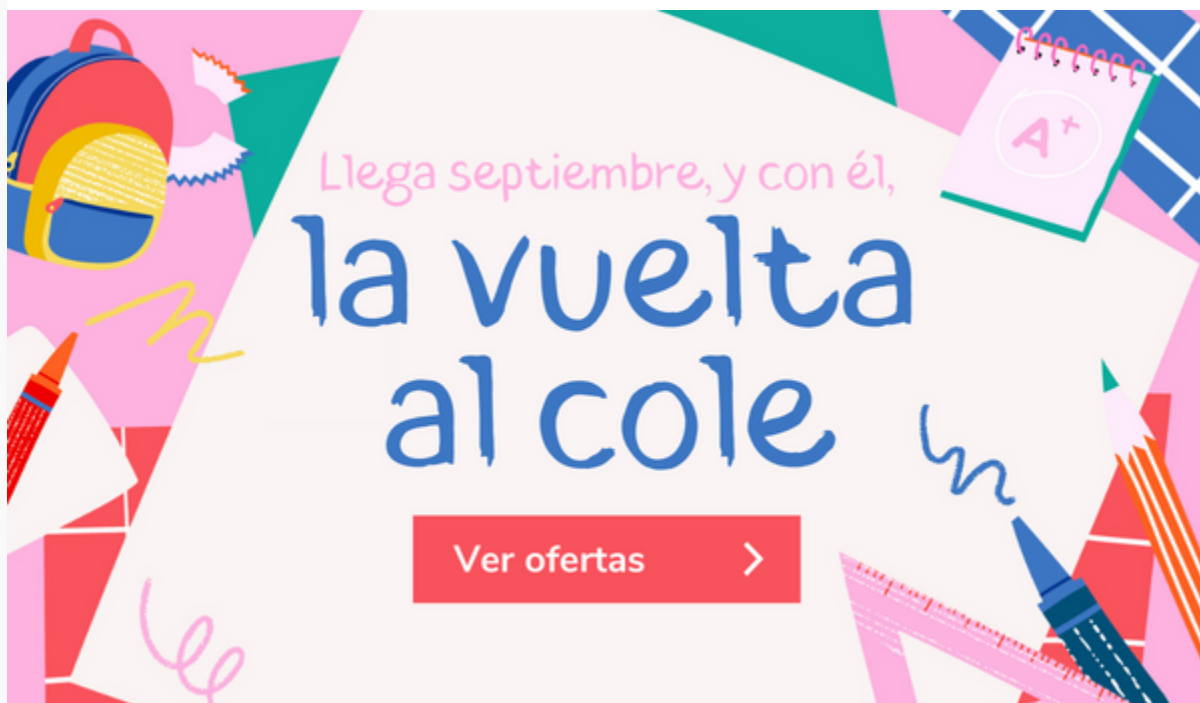 A+
Llega septiembre, y con él,
la vuelta
al cole
Ver ofertas